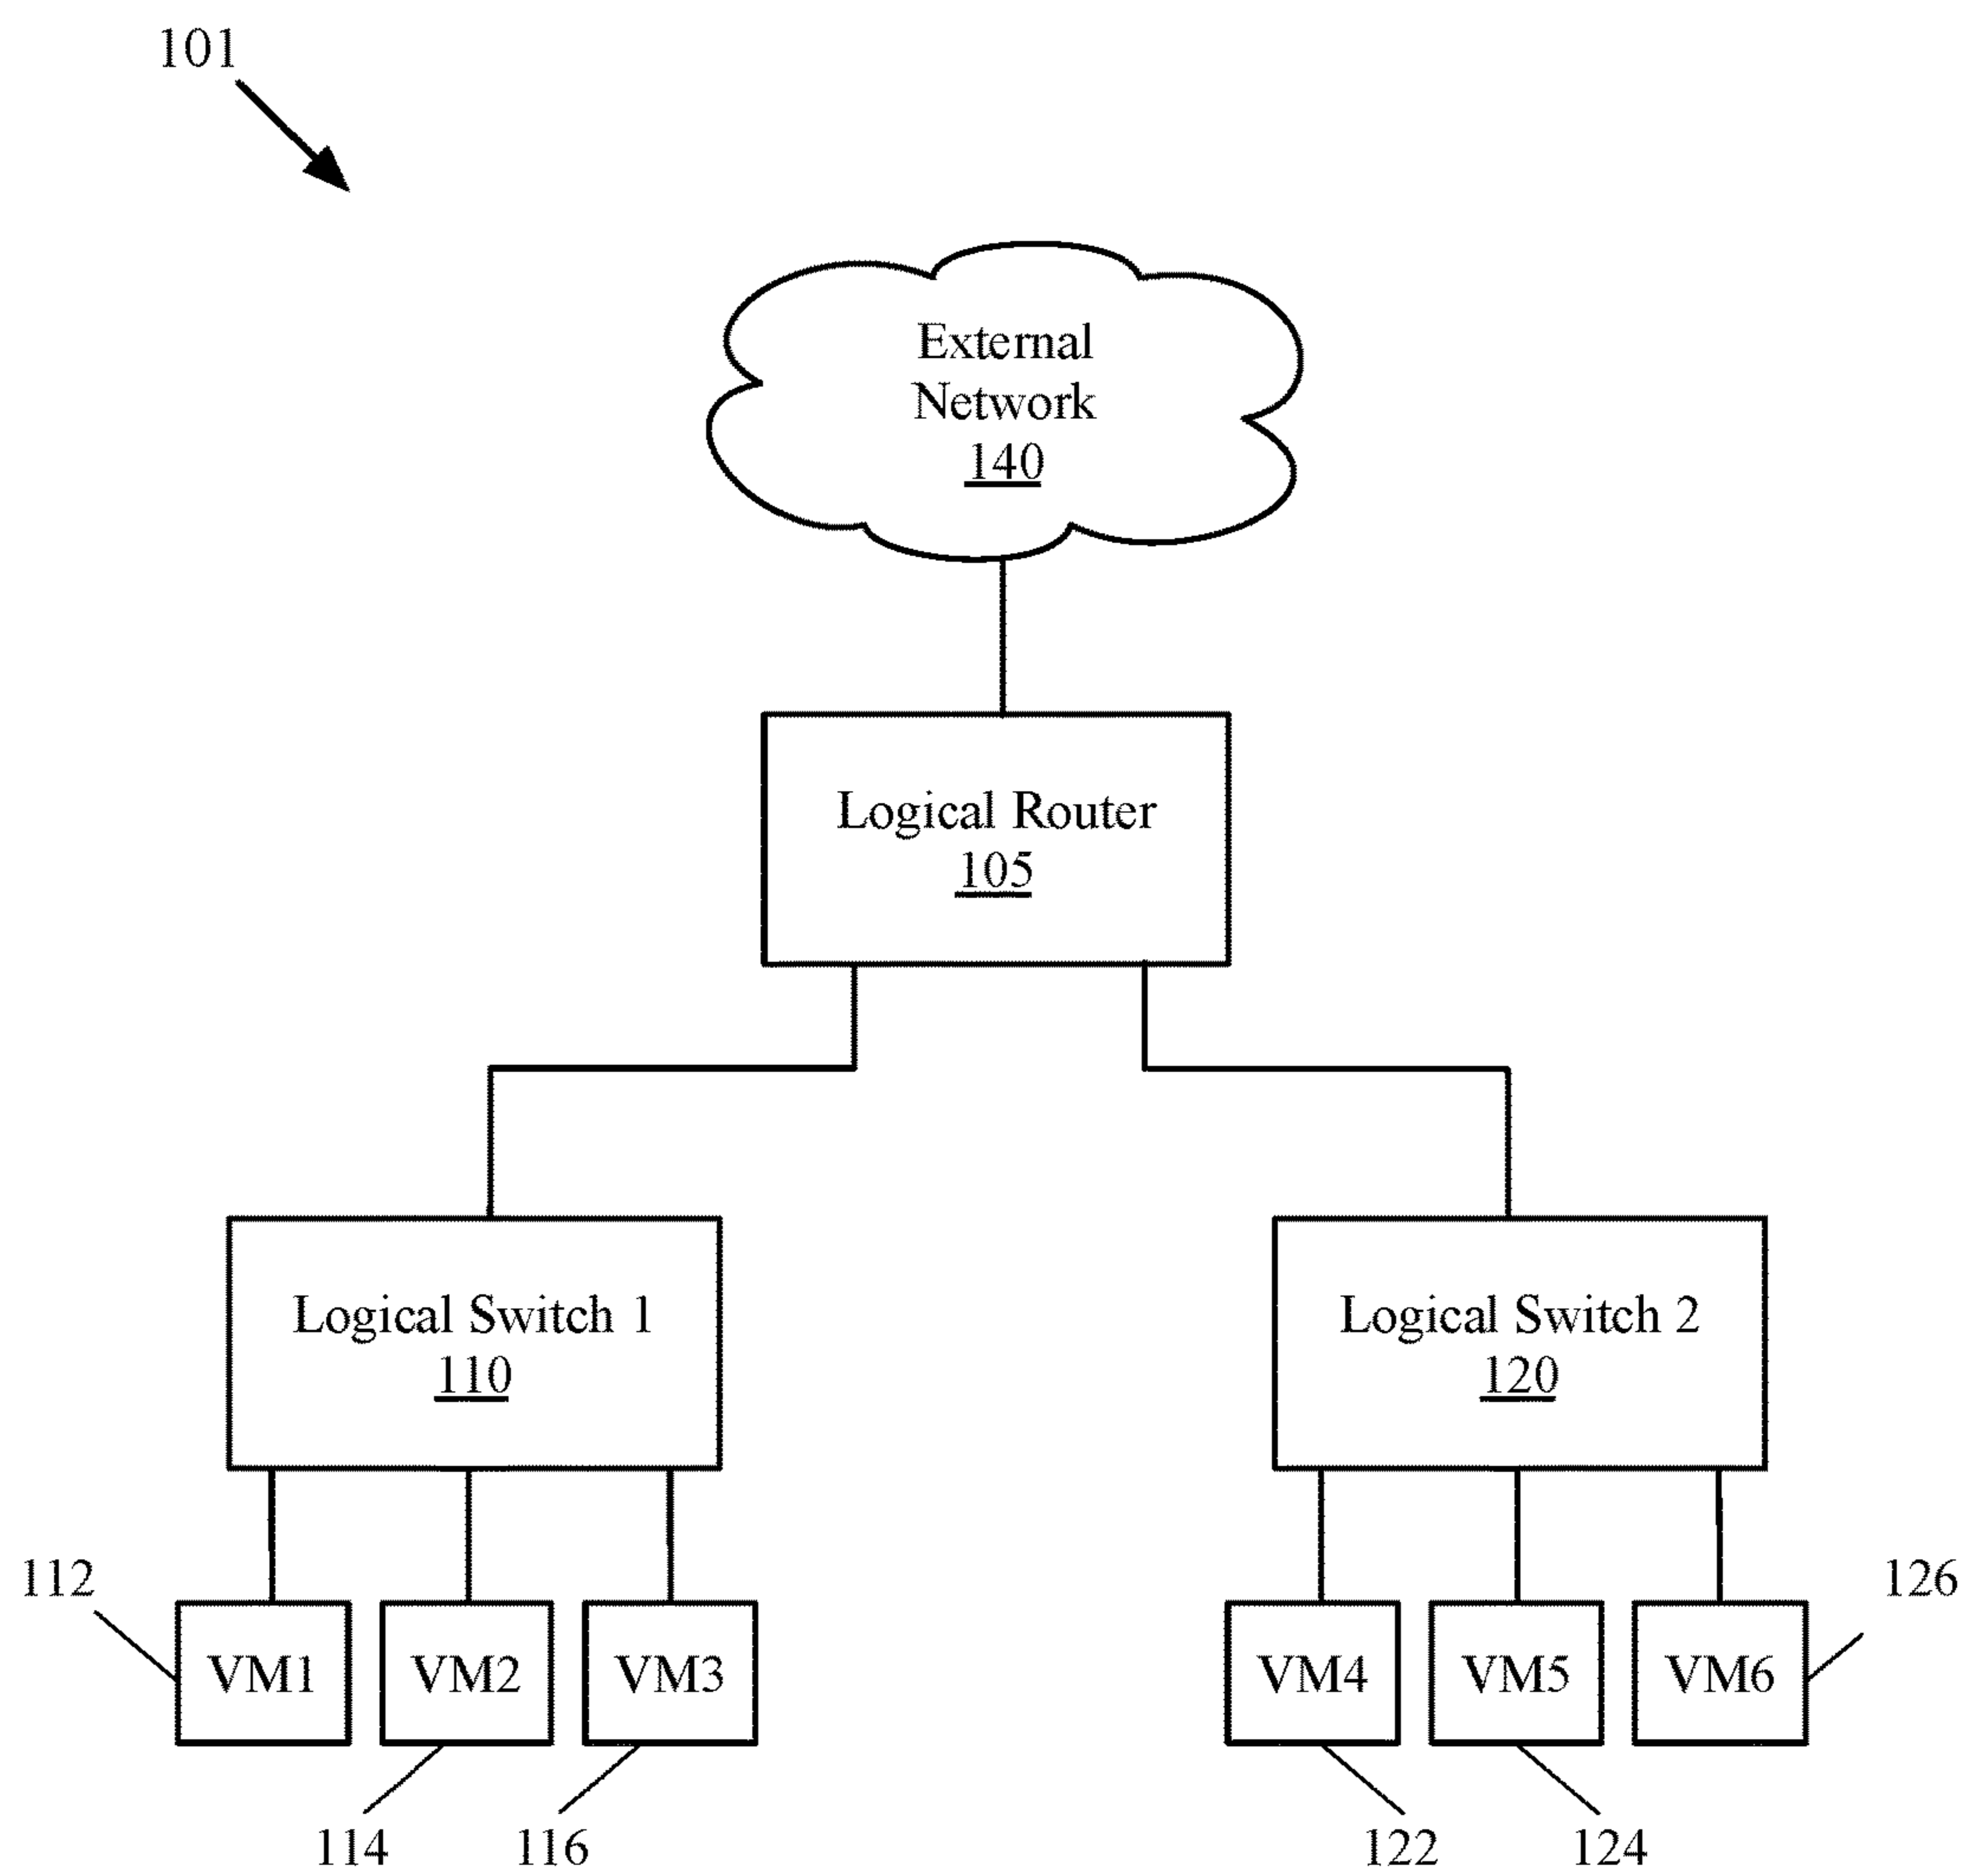 101
External
Network
140
Logical Router
105
Logical Switch 1
110
Logical Switch 2
120
112
126
VM1
VM2
VM3
VM4
VM5
VM6
114
116
122
124